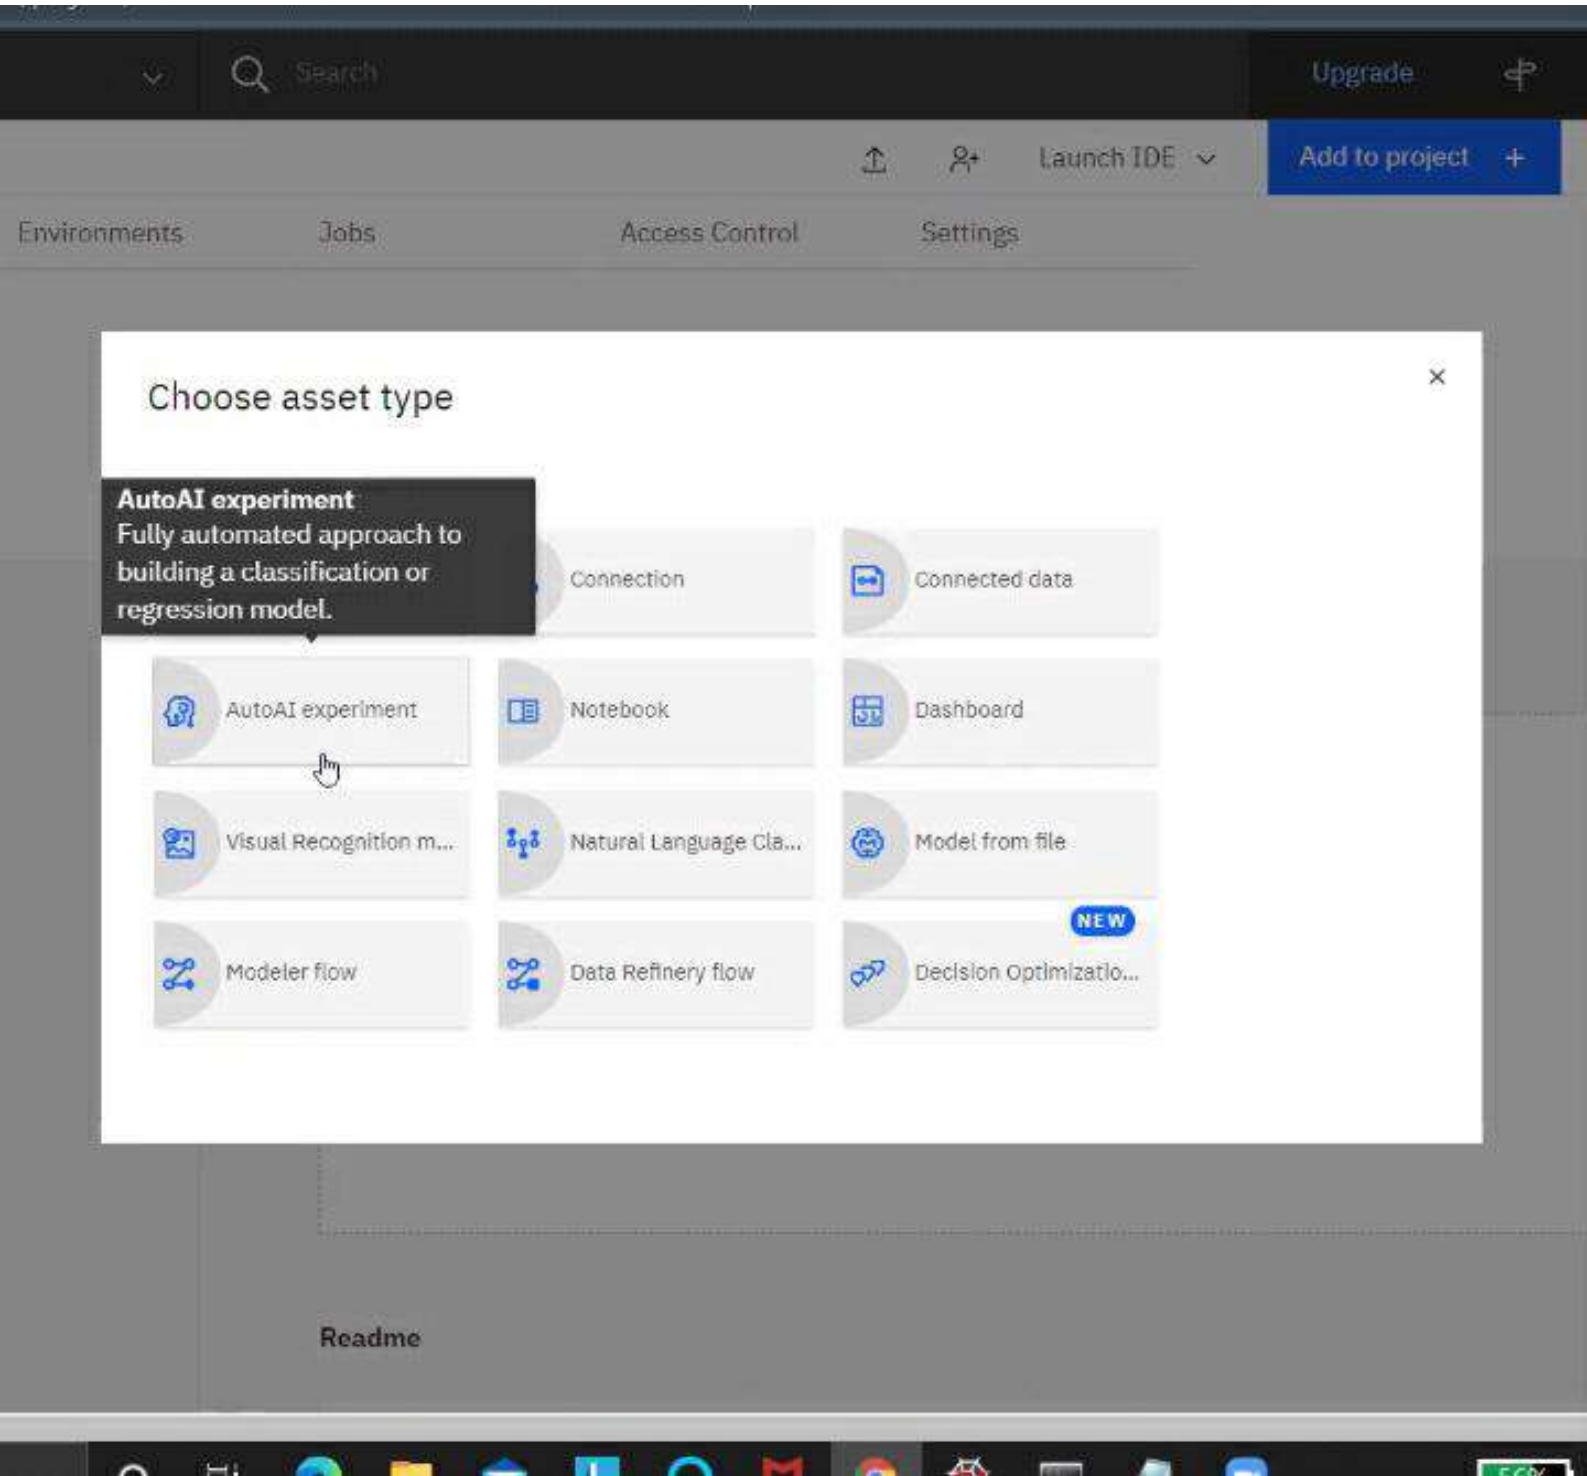 Search
Upgrade
Launch IDE
Add to project +
Environments
Jobs
Access Control
Settings
Choose asset type
×
AutoAI experiment
Fully automated approach to
building a classification or
regression model.
Connection
Connected data
AutoAI experiment
Notebook
Dashboard
Visual Recognition m...
Natural Language Cla...
Model from file
NEW
Modeler flow
Data Refinery flow
Decision Optimizatio...
Readme
56%